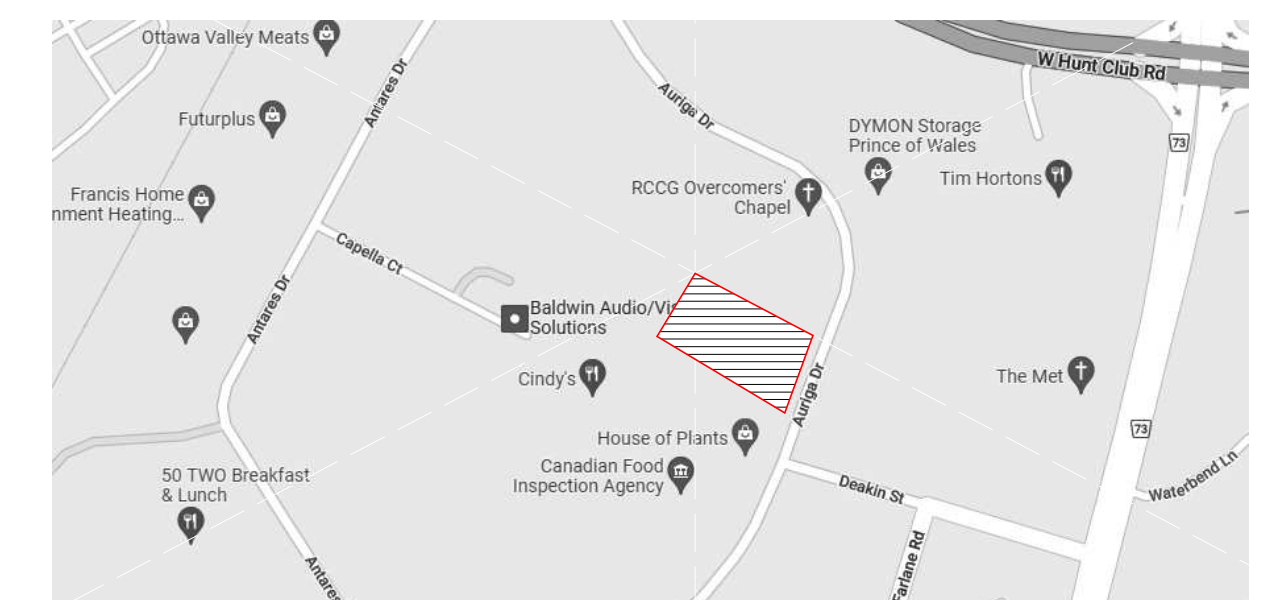 Ottawa Valley Meats
W Hunt Club Rd
Antares Dr
Auriga Dr
Futurplus
DYMON Storage
Prince of Wales
73
Tim Hortons
RCCG Overcomers'
Chapel
Francis Home
nment Heating...
Capella Ct
Antares Dr
Baldwin Audio/Vis
Solutions
Cindy's
The Met
Auriga Dr
73
House of Plants
Canadian Food
Inspection Agency
50 TWO Breakfast
& Lunch
Deakin St
Waterbend Ln
Antares
Farlane Rd